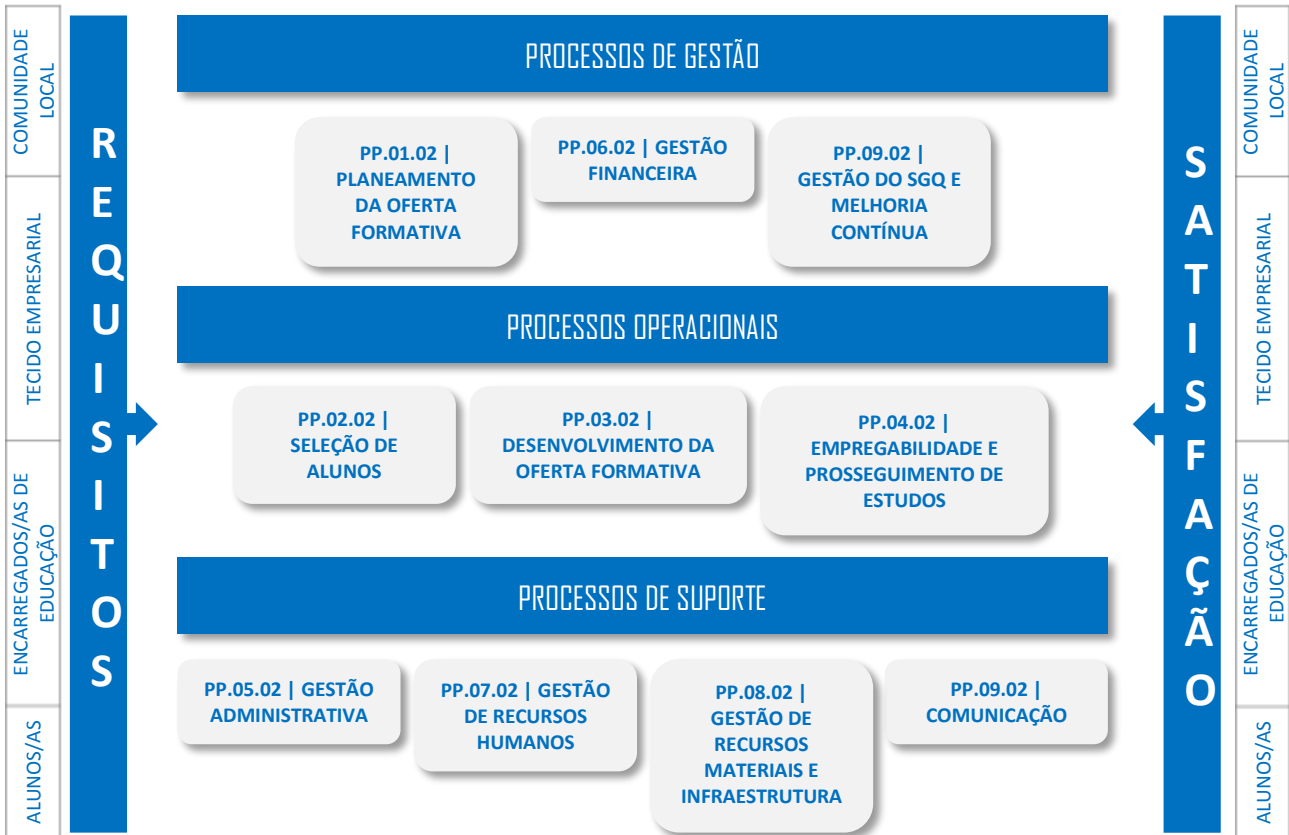 COMUNIDADE
LOCAL
TECIDO EMPRESARIAL
ENCARREGADOS/AS DE
EDUCAÇÃO
ALUNOS/AS
REQUISITOS
PROCESSOS DE GESTÃO
PP.01.02 |
PLANEAMENTO
DA OFERTA
FORMATIVA
PP.06.02 | GESTÃO
FINANCEIRA
PP.09.02 |
GESTÃO DO SGQ E
MELHORIA
CONTÍNUA
PROCESSOS OPERACIONAIS
PP.02.02 |
SELEÇÃO DE
ALUNOS
PP.03.02 |
DESENVOLVIMENTO DA
OFERTA FORMATIVA
PP.04.02 |
EMPREGABILIDADE E
PROSSEGUIMENTO DE
ESTUDOS
PROCESSOS DE SUPORTE
PP.05.02 | GESTÃO
ADMINISTRATIVA
PP.07.02 | GESTÃO
DE RECURSOS
HUMANOS
PP.08.02 |
GESTÃO DE
RECURSOS
MATERIAIS E
INFRAESTRUTURA
PP.09.02 |
COMUNICAÇÃO
SATISFAÇÃO
COMUNIDADE
LOCAL
TECIDO EMPRESARIAL
ENCARREGADOS/AS DE
EDUCAÇÃO
ALUNOS/AS